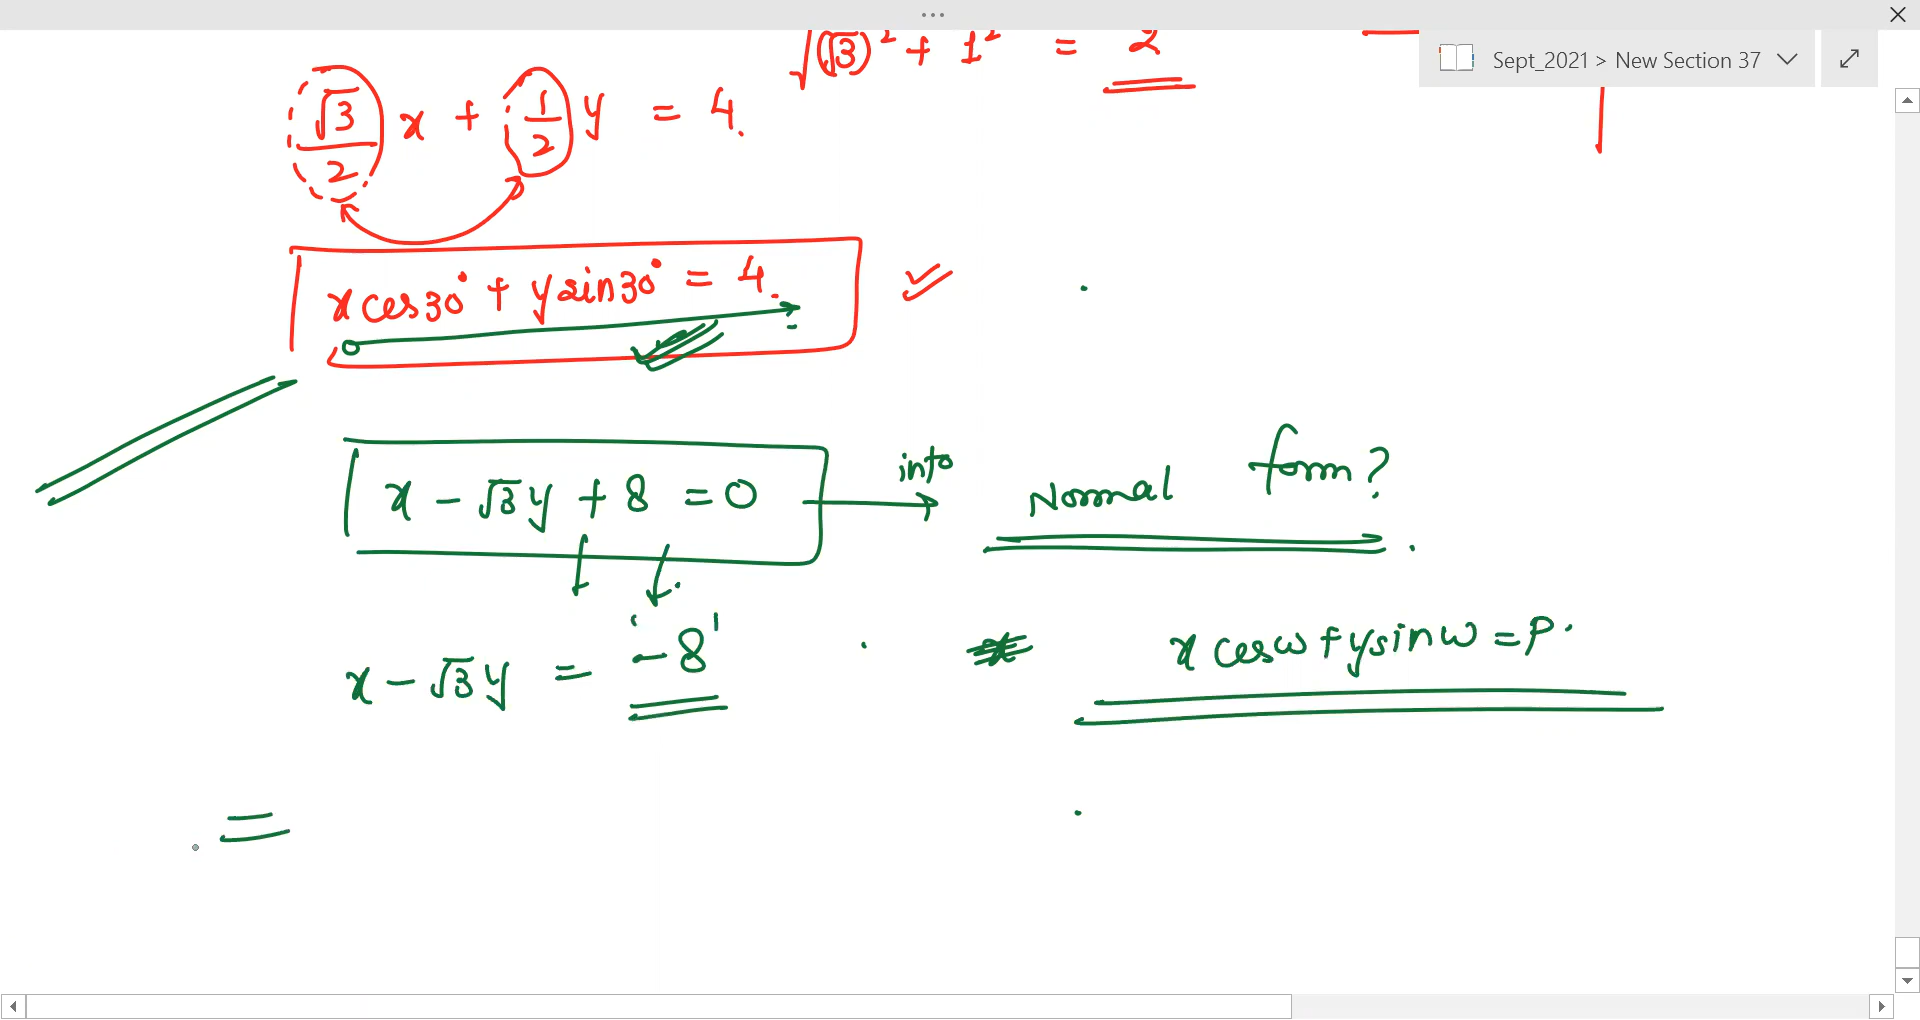 √(√3)² + 1² = 2
Sept_2021 > New Section 37
√3/2 x + 1/2 y = 4.
x cos30° + y sin30° = 4.
x - √3y + 8 = 0 into Normal form?
x - √3y = -8
x cosω + y sinω = P.
=